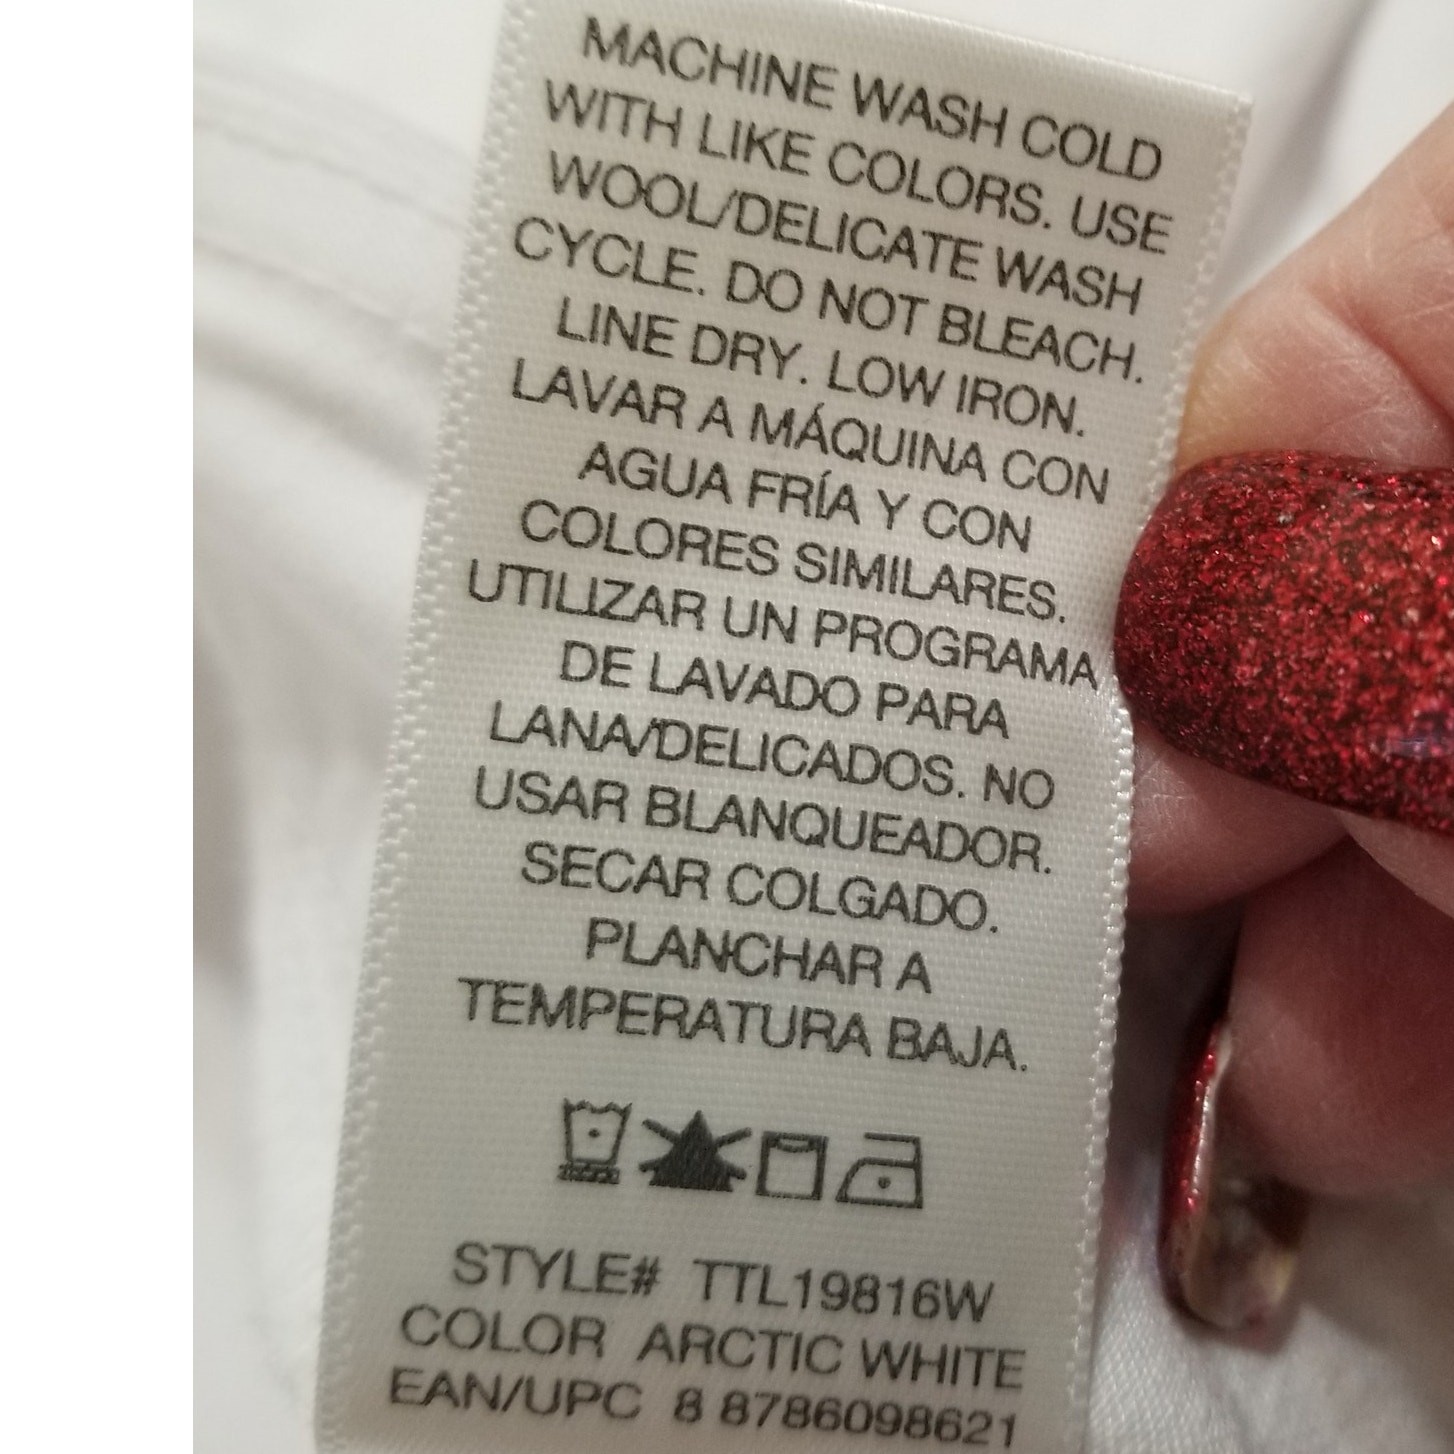 MACHINE WASH COLD
WITH LIKE COLORS. USE
WOOL/DELICATE WASH
CYCLE. DO NOT BLEACH.
LINE DRY. LOW IRON.
LAVAR A MÁQUINA CON
AGUA FRÍA Y CON
COLORES SIMILARES.
UTILIZAR UN PROGRAMA
DE LAVADO PARA
LANA/DELICADOS. NO
USAR BLANQUEADOR.
SECAR COLGADO.
PLANCHAR A
TEMPERATURA BAJA.
STYLE# TTL19816W
COLOR ARCTIC WHITE
EAN/UPC 8 8786098621